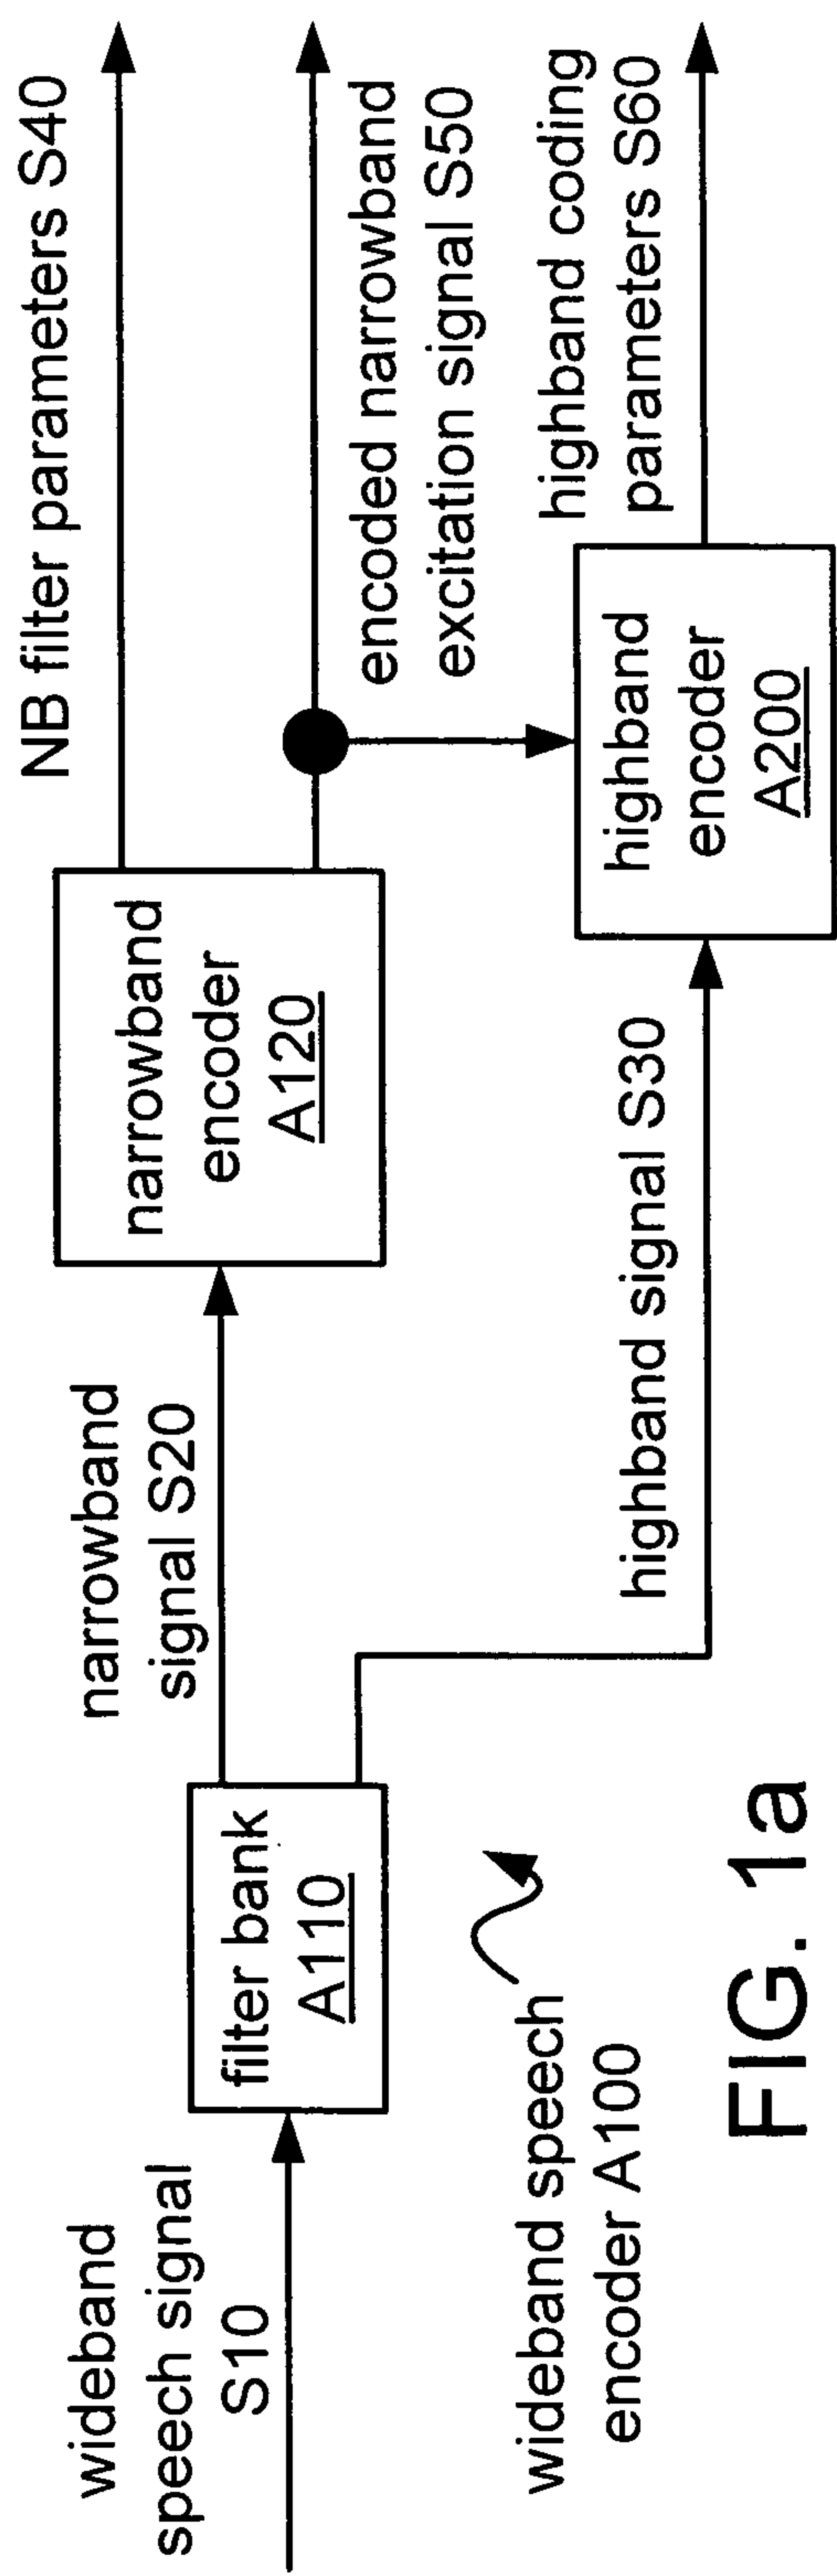 wideband
speech signal
S10
filter bank
A110
narrowband
signal S20
narrowband
encoder
A120
NB filter parameters S40
encoded narrowband
excitation signal S50
highband signal S30
highband
encoder
A200
highband coding
parameters S60
wideband speech
encoder A100
FIG. 1a